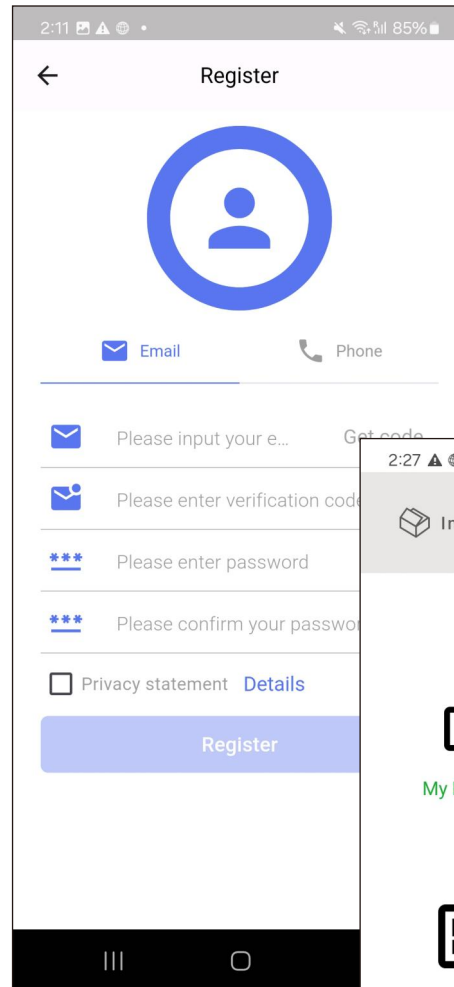 2:11
85%
Register
Email
Phone
Please input your e...
Get code
Please enter verification code
Please enter password
Please confirm your
Privacy statement Details
Register
2:27
My